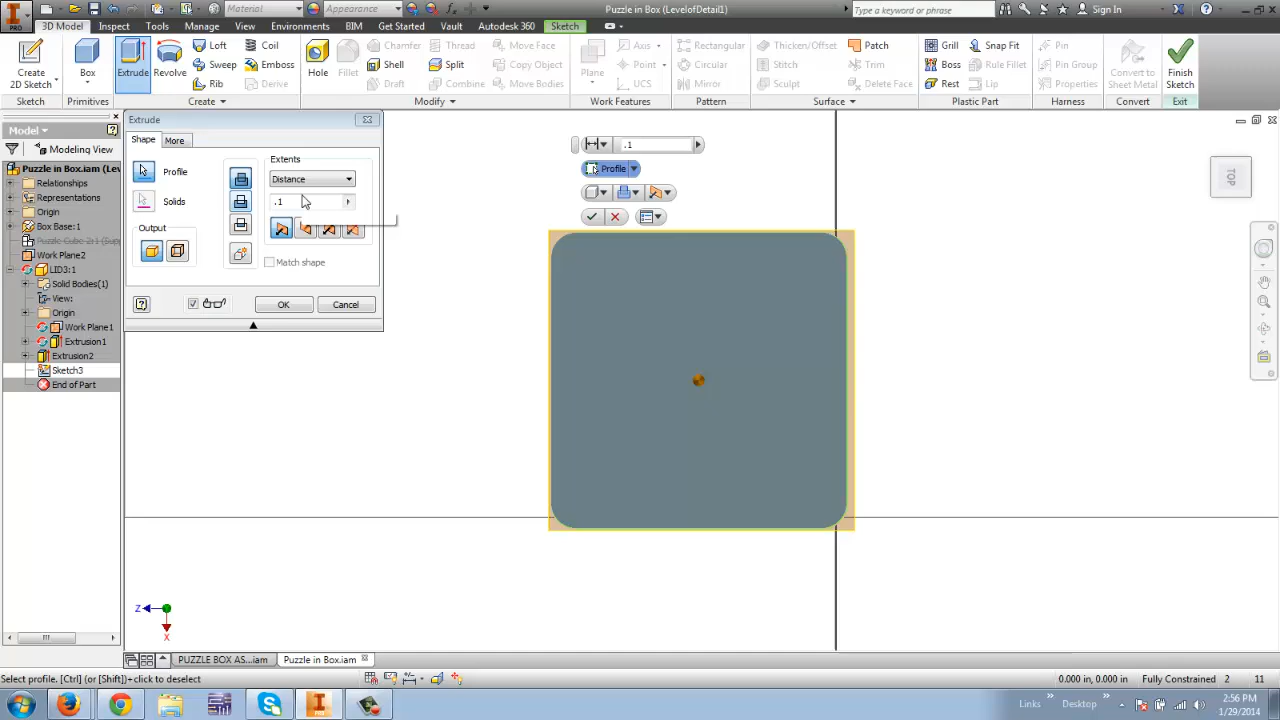 Material
Appearance
Puzzle in Box (LevelofDetail1)
Type a keyword or phrase
Sign In
PRO
3D Model
Inspect
Tools
Manage
View
Environments
BIM
Get Started
Vault
Autodesk 360
Sketch
Create
2D Sketch
Box
Extrude
Revolve
Loft
Sweep
Rib
Coil
Emboss
Derive
Hole
Fillet
Chamfer
Shell
Draft
Thread
Split
Combine
Move Face
Copy Object
Move Bodies
Plane
Axis
Point
UCS
Rectangular
Circular
Mirror
Thicken/Offset
Stitch
Sculpt
Patch
Trim
Delete Face
Grill
Boss
Rest
Snap Fit
Rule Fillet
Lip
Pin
Pin Group
Properties
Convert to
Sheet Metal
Finish
Sketch
Sketch
Primitives
Create
Modify
Work Features
Pattern
Surface
Plastic Part
Harness
Convert
Exit
Model
Modeling View
Puzzle in Box.iam (Lev
Relationships
Representations
Origin
Box Base:1
Puzzle Cube 2:1 (Sup
Work Plane2
LID3:1
Solid Bodies(1)
View:
Origin
Work Plane1
Extrusion1
Extrusion2
Sketch3
End of Part
Extrude
Shape
More
Profile
Solids
Output
Extents
Distance
.1
Match shape
OK
Cancel
.1
Profile
TOP
Z
X
PUZZLE BOX AS...iam
Puzzle in Box.iam
Select profile. [Ctrl] (or [Shift])+click to deselect
0.000 in, 0.000 in
Fully Constrained
2
11
Links
Desktop
2:56 PM
1/29/2014